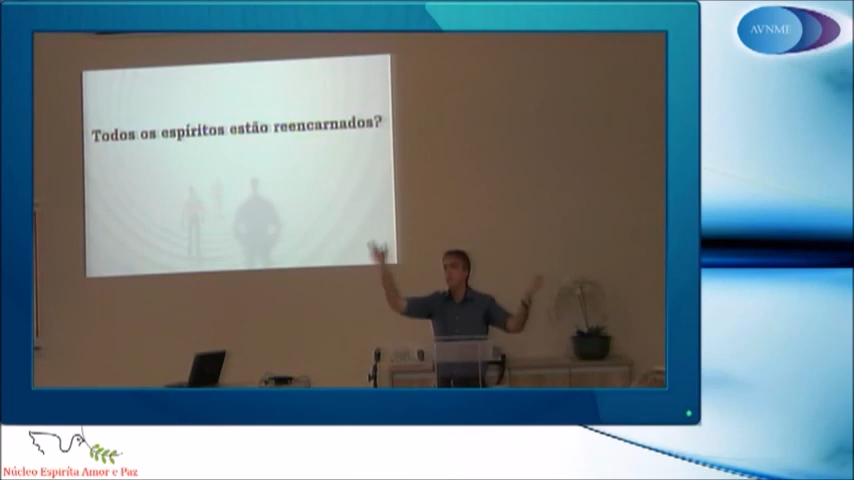 AVNME
Todos os espíritos estão reencarnados?
Núcleo Espírita Amor e Paz